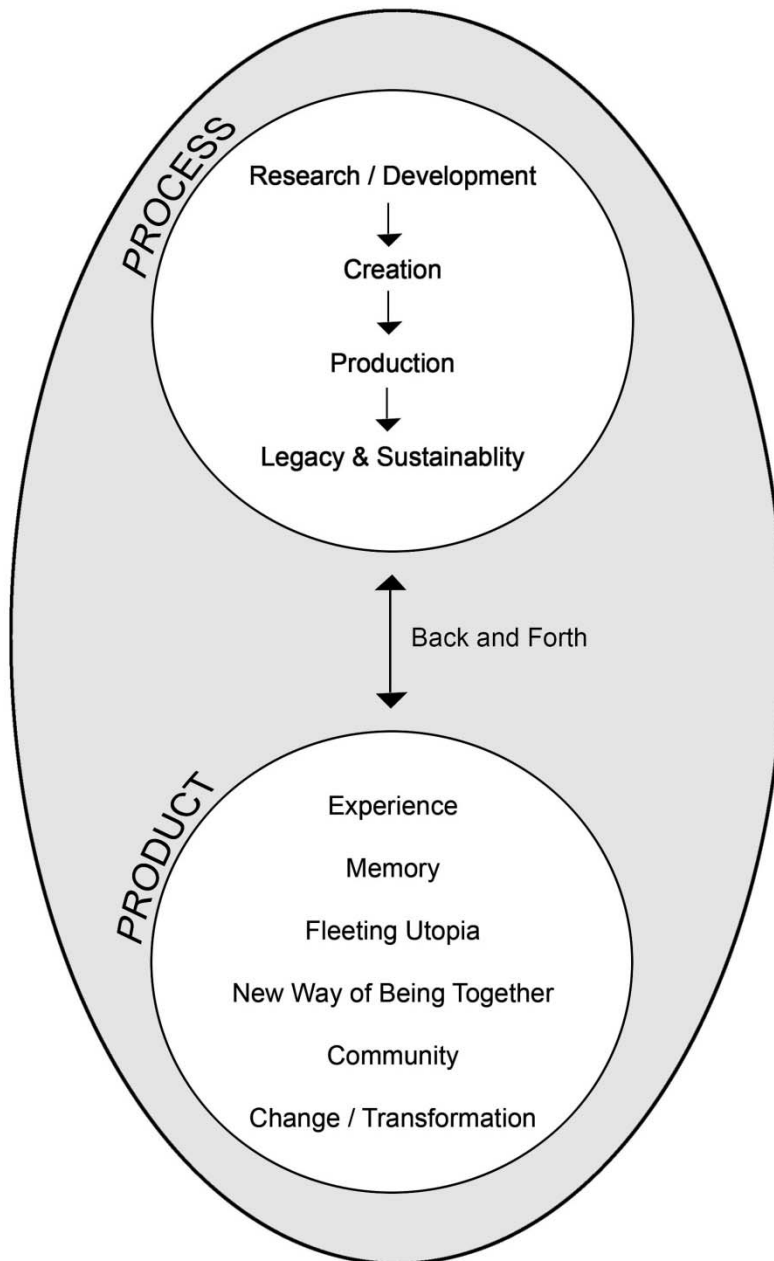 PROCESS
Research / Development
Creation
Production
Legacy & Sustainablity
Back and Forth
PRODUCT
Experience
Memory
Fleeting Utopia
New Way of Being Together
Community
Change / Transformation